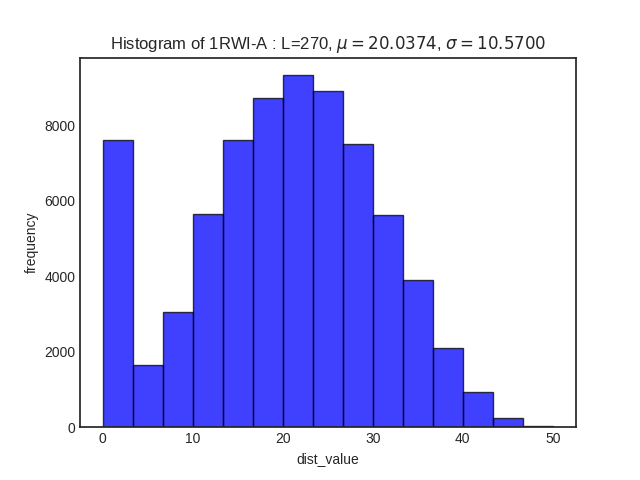 Histogram of 1RWI-A : L=270, μ = 20.0374, σ = 10.5700
8000
6000
4000
2000
0
frequency
0 10 20 30 40 50
dist_value